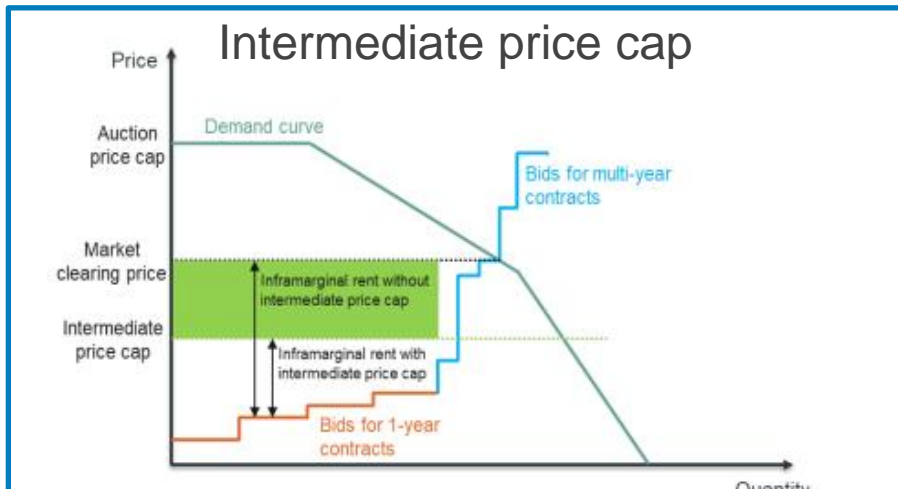 Intermediate price cap
Price
Demand curve
Auction
price cap
Bids for multi-year
contracts
Market
clearing price
Inframarginal rent without
intermediate price cap
Intermediate
price cap
Inframarginal rent with
intermediate price cap
Bids for 1-year
contracts
Quantity